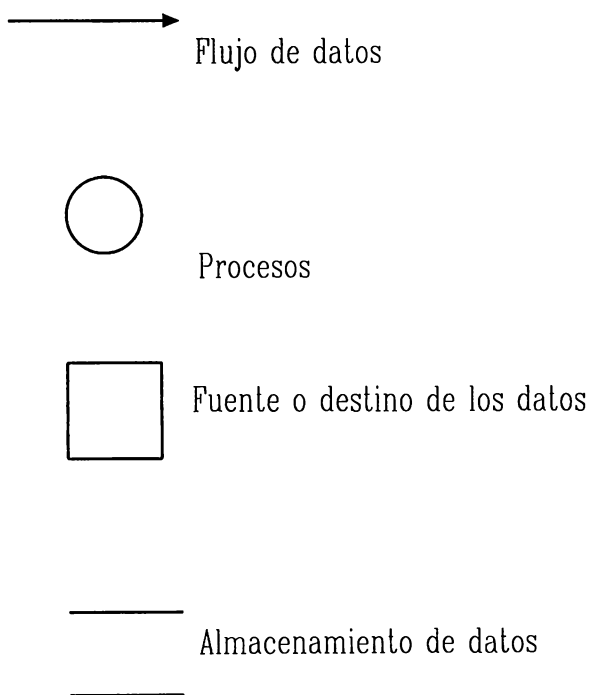 Flujo de datos
Procesos
Fuente o destino de los datos
Almacenamiento de datos